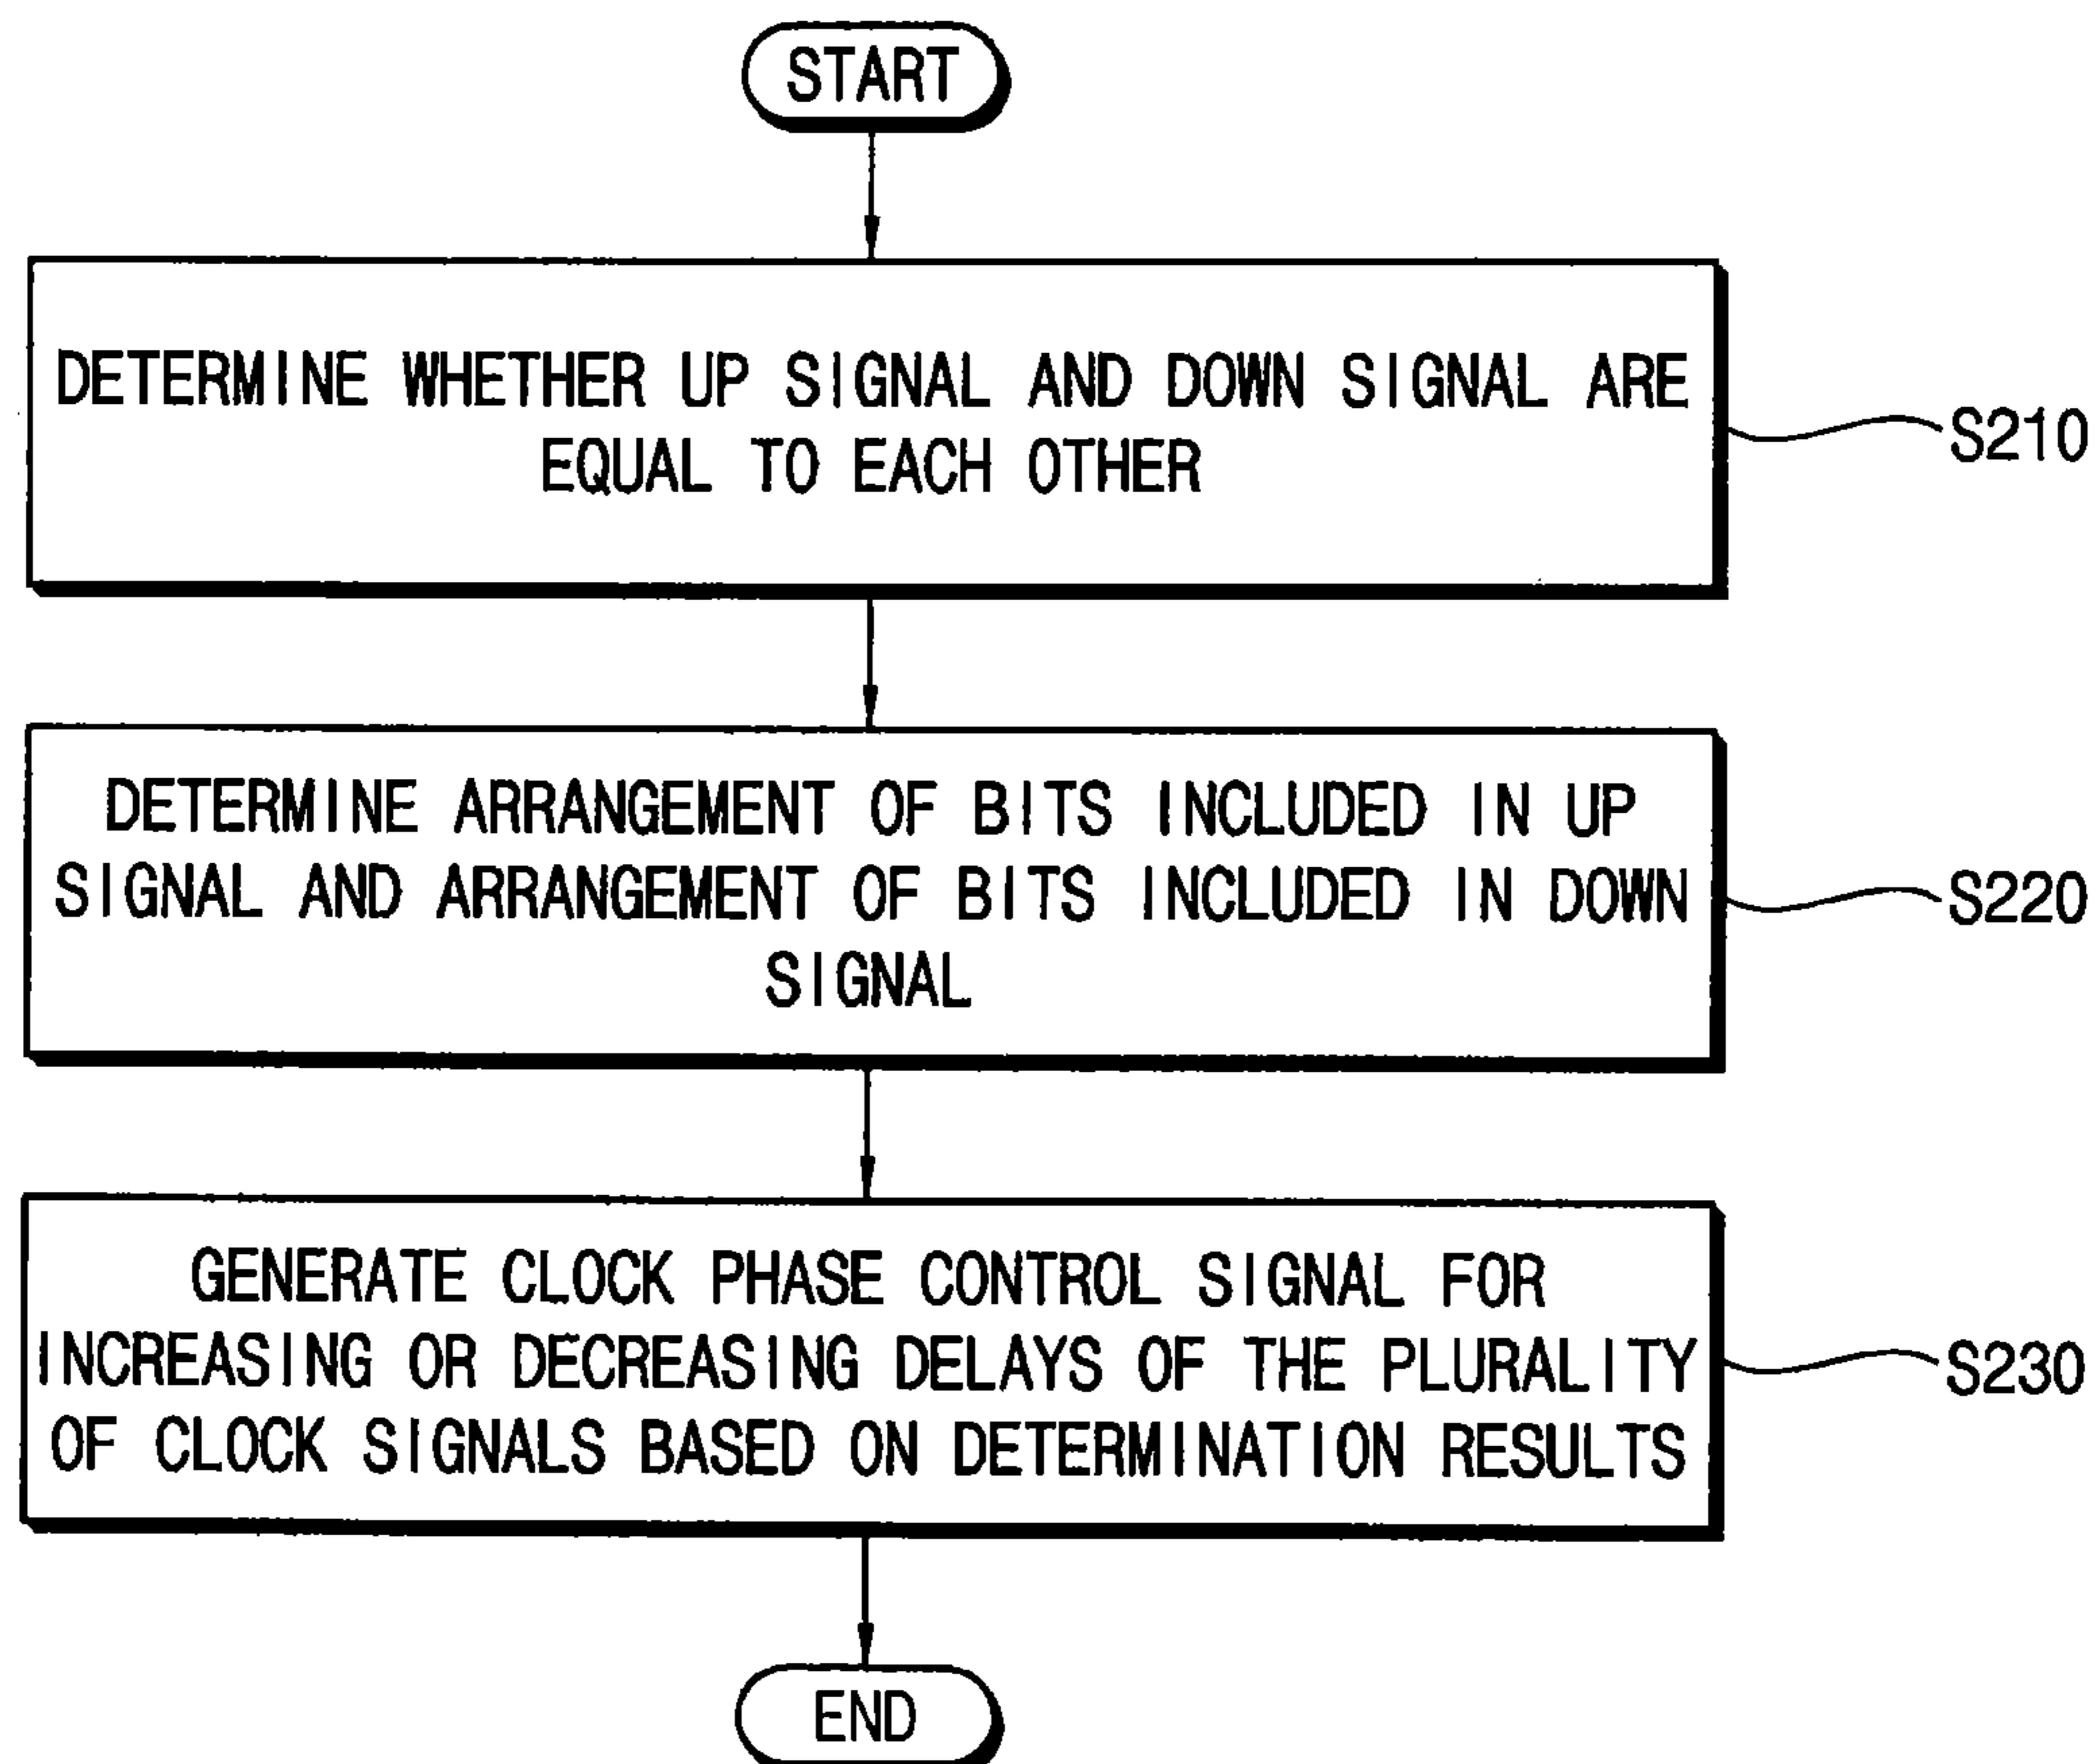 START
DETERMINE WHETHER UP SIGNAL AND DOWN SIGNAL ARE
EQUAL TO EACH OTHER
S210
DETERMINE ARRANGEMENT OF BITS INCLUDED IN UP
SIGNAL AND ARRANGEMENT OF BITS INCLUDED IN DOWN
SIGNAL
S220
GENERATE CLOCK PHASE CONTROL SIGNAL FOR
INCREASING OR DECREASING DELAYS OF THE PLURALITY
OF CLOCK SIGNALS BASED ON DETERMINATION RESULTS
S230
END